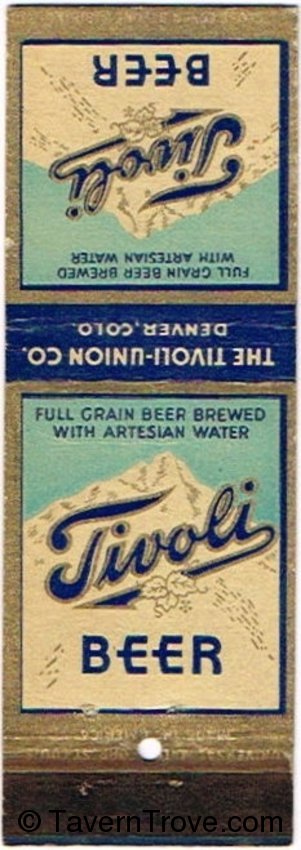 BEER
Tivoli
FULL GRAIN BEER BREWED
WITH ARTESIAN WATER
THE TIVOLI-UNION CO.
DENVER, COLO.
FULL GRAIN BEER BREWED
WITH ARTESIAN WATER
Tivoli
BEER
© TavernTrove.com